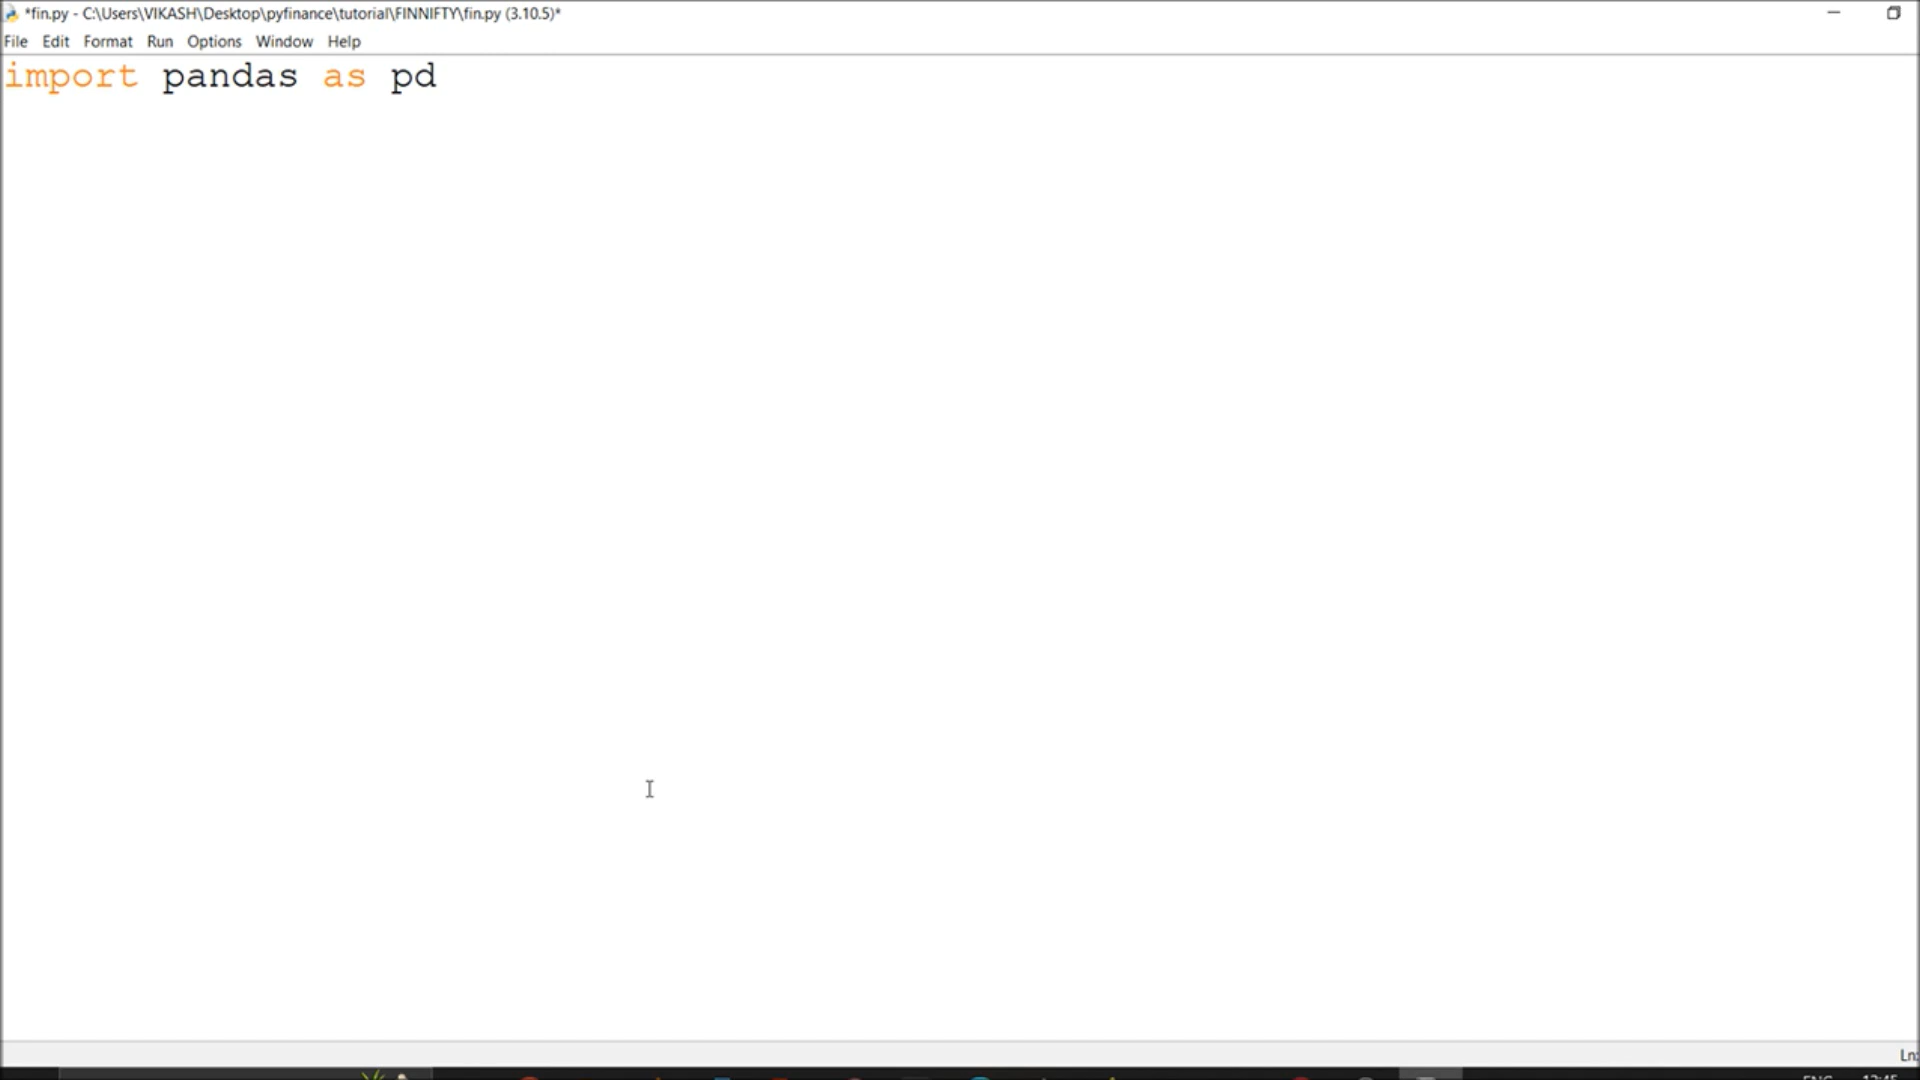 *fin.py - C:\Users\VIKASH\Desktop\pyfinance\tutorial\FINNIFTY\fin.py (3.10.5)*
File Edit Format Run Options Window Help
import pandas as pd
Ln: